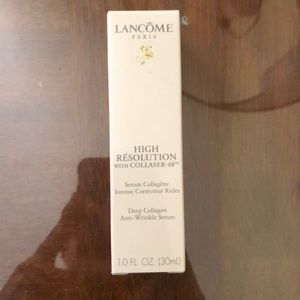 LANCÔME
PARIS
HIGH
RÉSOLUTION
WITH COLLASER-48™
Serum Collagène
Intense Correcteur Rides
Deep Collagen
Anti-Wrinkle Serum
1.0 FL. OZ. (30mL)